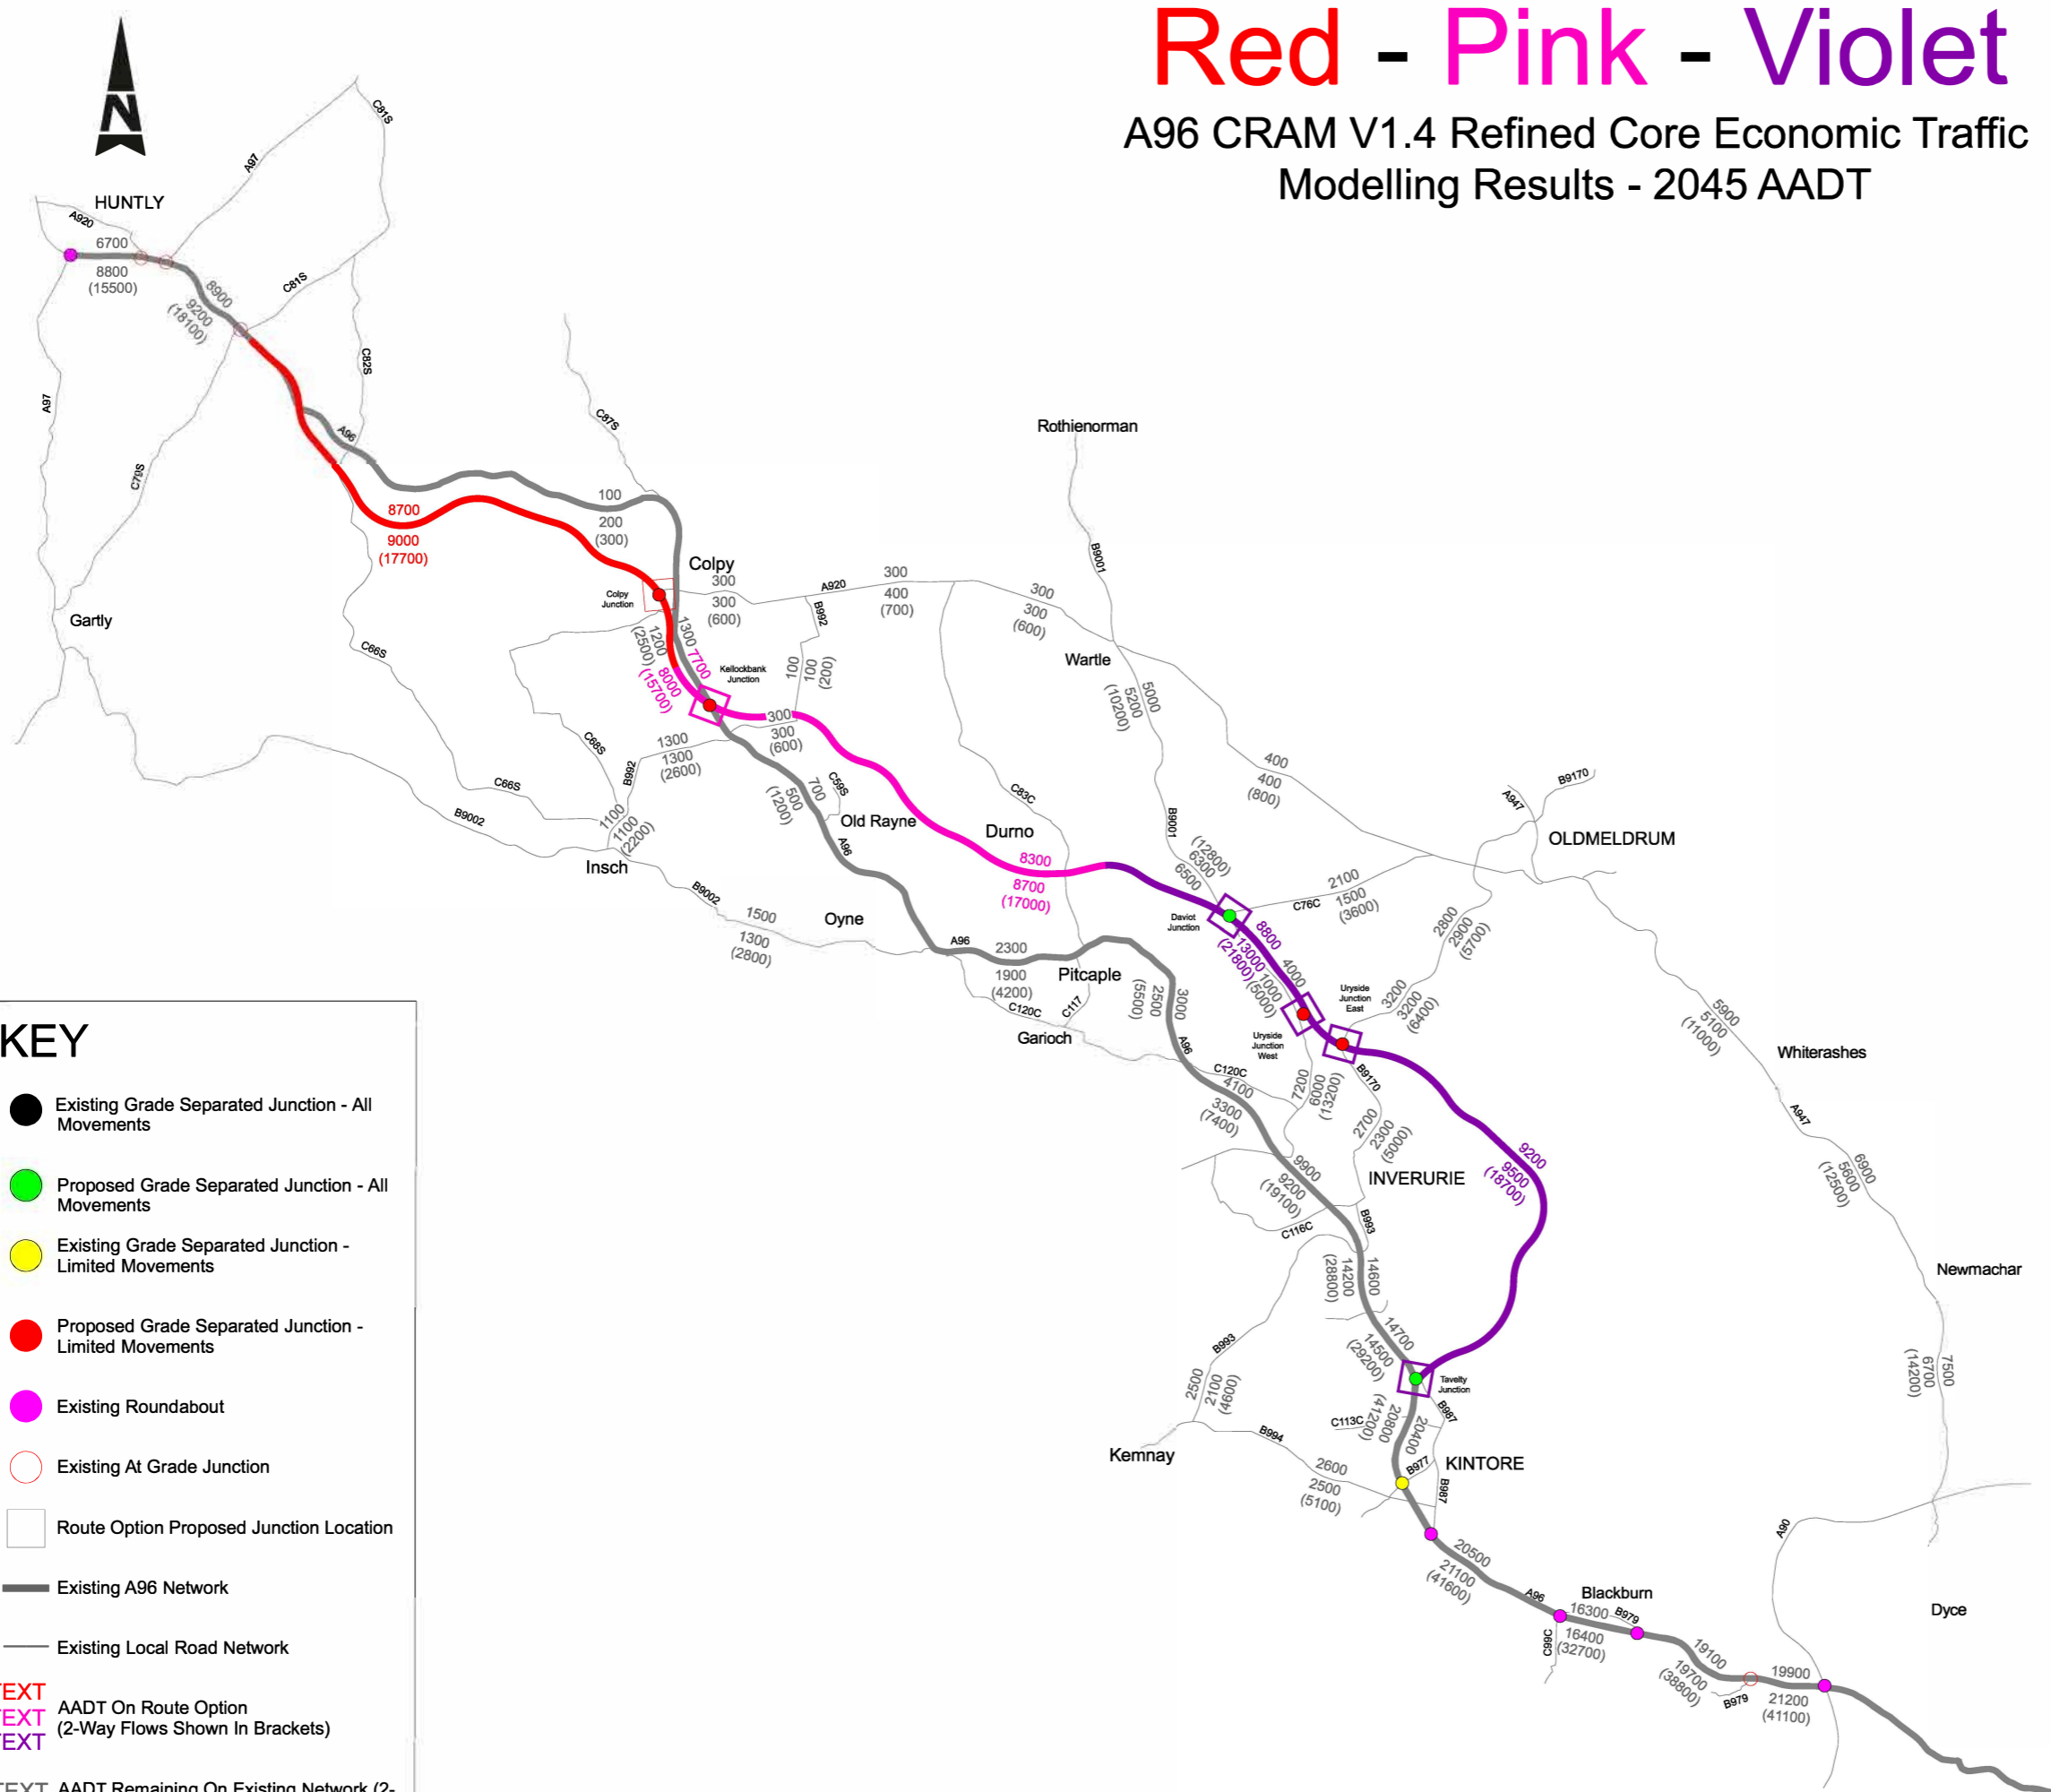 Red - Pink - Violet
A96 CRAM V1.4 Refined Core Economic Traffic
Modelling Results - 2045 AADT
N
C81S
A97
HUNTLY
A920
6700
8800
(15500)
C81S
8900
9200
(18100)
C82S
A97
A96
C87S
Rothienorman
C79S
100
200
(300)
8700
9000
(17700)
B9001
Colpy
Colpy
Junction
300
300
(600)
A920
300
400
(700)
300
300
(600)
B992
Gartly
C66S
1300
1200
(2500)
7700
8000
(15700)
Kellockbank
Junction
100
100
(200)
Wartle
5000
5200
(10200)
300
300
(600)
C68S
1300
1300
(2600)
B992
C66S
700
500
(1200)
C59S
C83C
400
400
(800)
B9170
A947
B9002
1100
1100
(2200)
Old Rayne
Durno
B9001
OLDMELDRUM
A96
Insch
8300
8700
(17000)
(12800)
6300
6500
2100
1500
(3600)
C76C
B9002
1500
1300
(2800)
Oyne
Daviot
Junction
8800
13000
(21800)
2800
2900
(5700)
A96
2300
1900
(4200)
Pitcaple
4000
1000
(5000)
C120C
C117
Garioch
3000
2500
(5500)
Uryside
Junction
East
3200
3200
(6400)
Uryside
Junction
West
5900
5100
(11000)
Whiterashes
A96
C120C
4100
3300
(7400)
7200
6000
(13200)
B9170
2700
2300
(5000)
A947
9200
9500
(18700)
9900
9200
(19100)
INVERURIE
6900
5600
(12500)
C116C
B993
14600
14200
(28800)
Newmachar
14700
14500
(29200)
B993
2500
2100
(4600)
Tavelty
Junction
7500
6700
(14200)
B987
20400
20800
(41200)
C113C
Kemnay
B994
2600
2500
(5100)
B977
KINTORE
B987
A90
20500
21100
(41600)
A96
Blackburn
16300
B979
16400
(32700)
C99C
Dyce
19100
19700
(38800)
B979
19900
21200
(41100)
KEY
Existing Grade Separated Junction - All
Movements
Proposed Grade Separated Junction - All
Movements
Existing Grade Separated Junction -
Limited Movements
Proposed Grade Separated Junction -
Limited Movements
Existing Roundabout
Existing At Grade Junction
Route Option Proposed Junction Location
Existing A96 Network
Existing Local Road Network
TEXT
TEXT AADT On Route Option
(2-Way Flows Shown In Brackets)
TEXT
TEXT AADT Remaining On Existing Network (2-